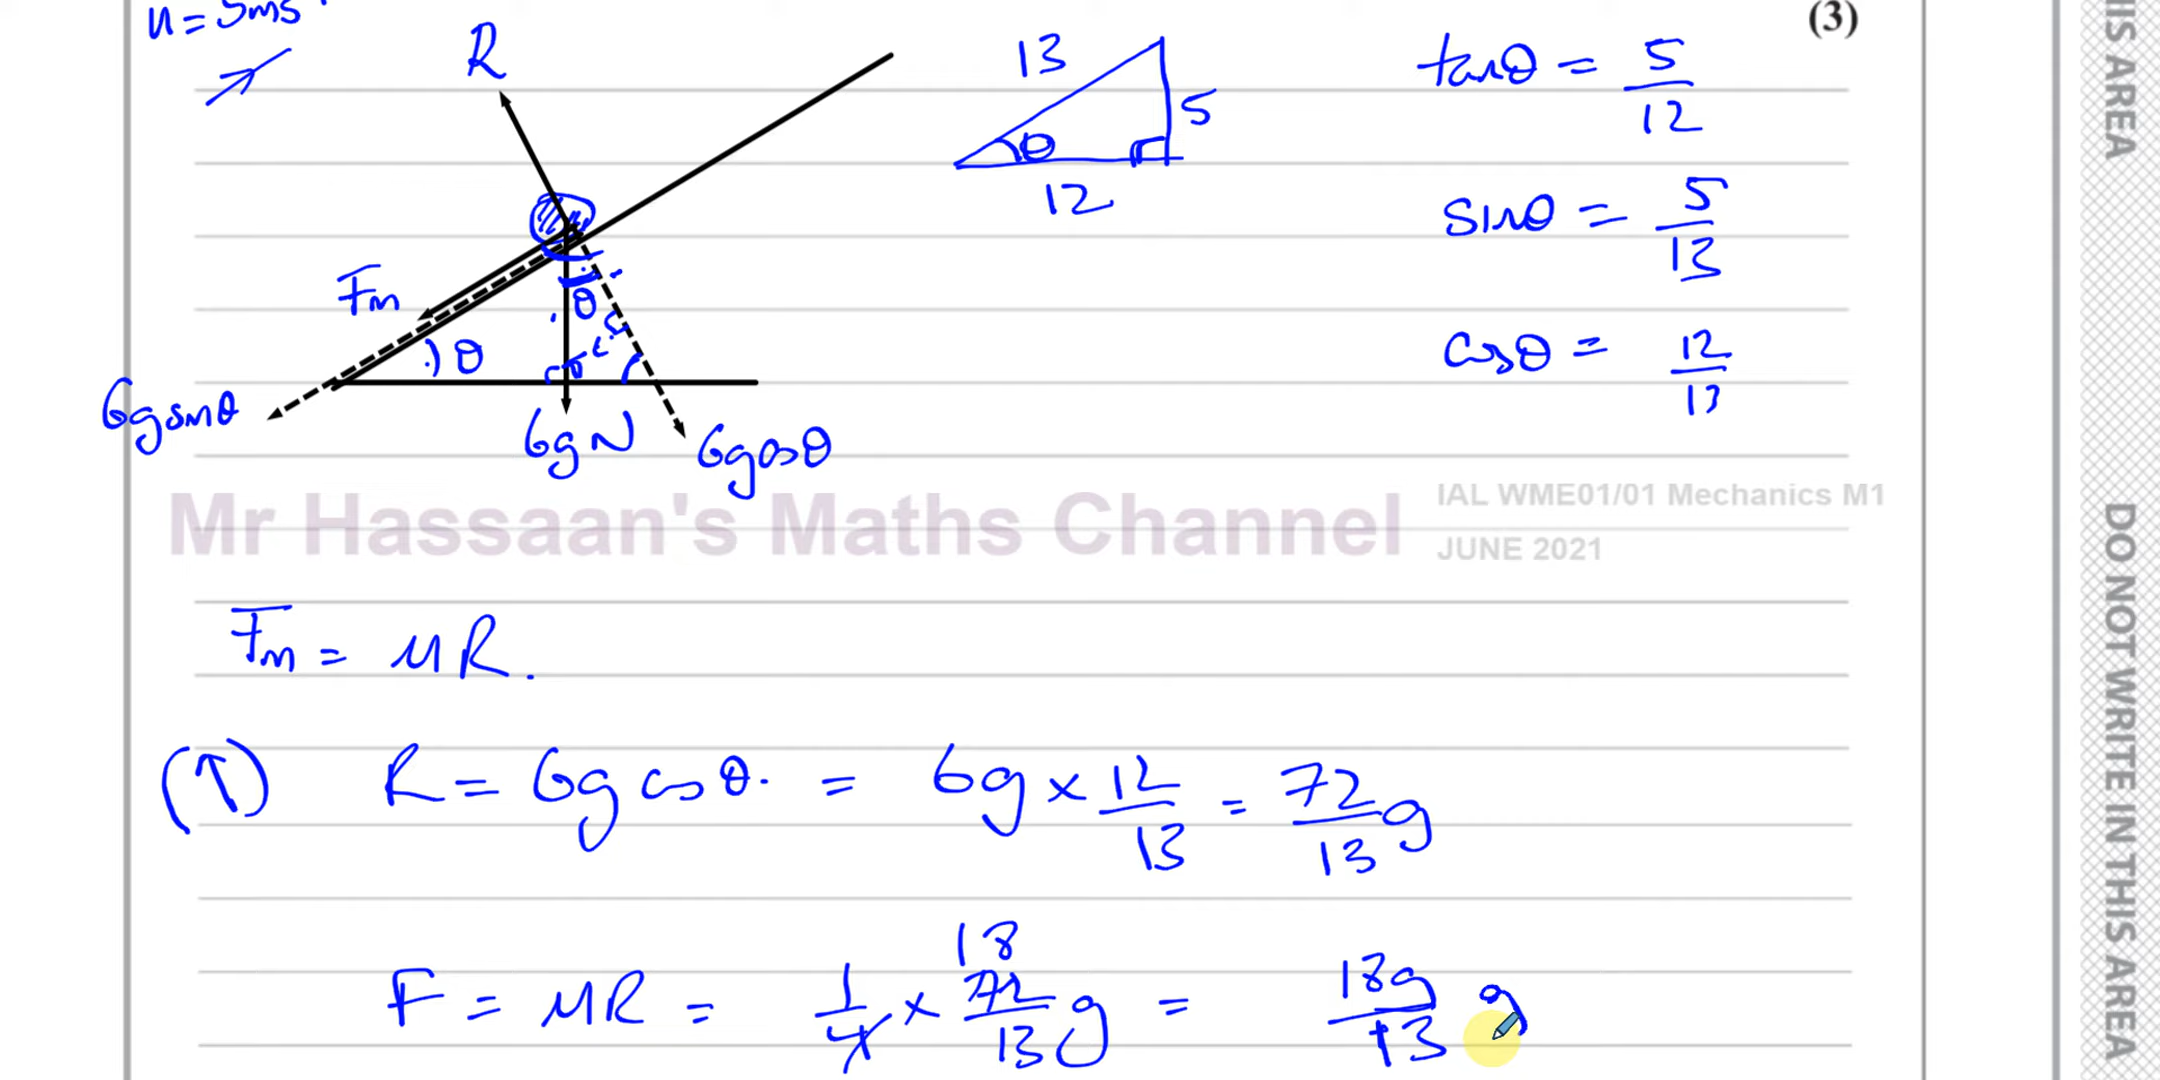 (3)
u = 5ms
R
13
5
θ
12
tanθ = 5/12
sinθ = 5/13
cosθ = 12/13
Fm
θ
θ
6gsinθ
6gN
6gcosθ
Mr Hassaan's Maths Channel
IAL WME01/01 Mechanics M1
JUNE 2021
Fm = μR.
(↑) R = 6g cosθ. = 6g × 12/13 = 72/13 g
18
F = μR = 1/4 × 72/13 g = 18g/13 g
HIS AREA
DO NOT WRITE IN THIS AREA